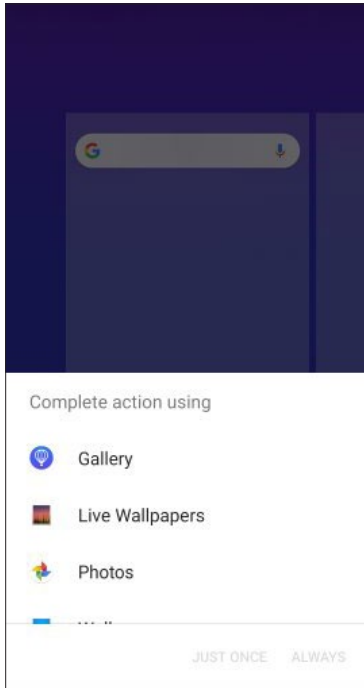 Complete action using
Gallery
Live Wallpapers
Photos
JUST ONCE ALWAYS